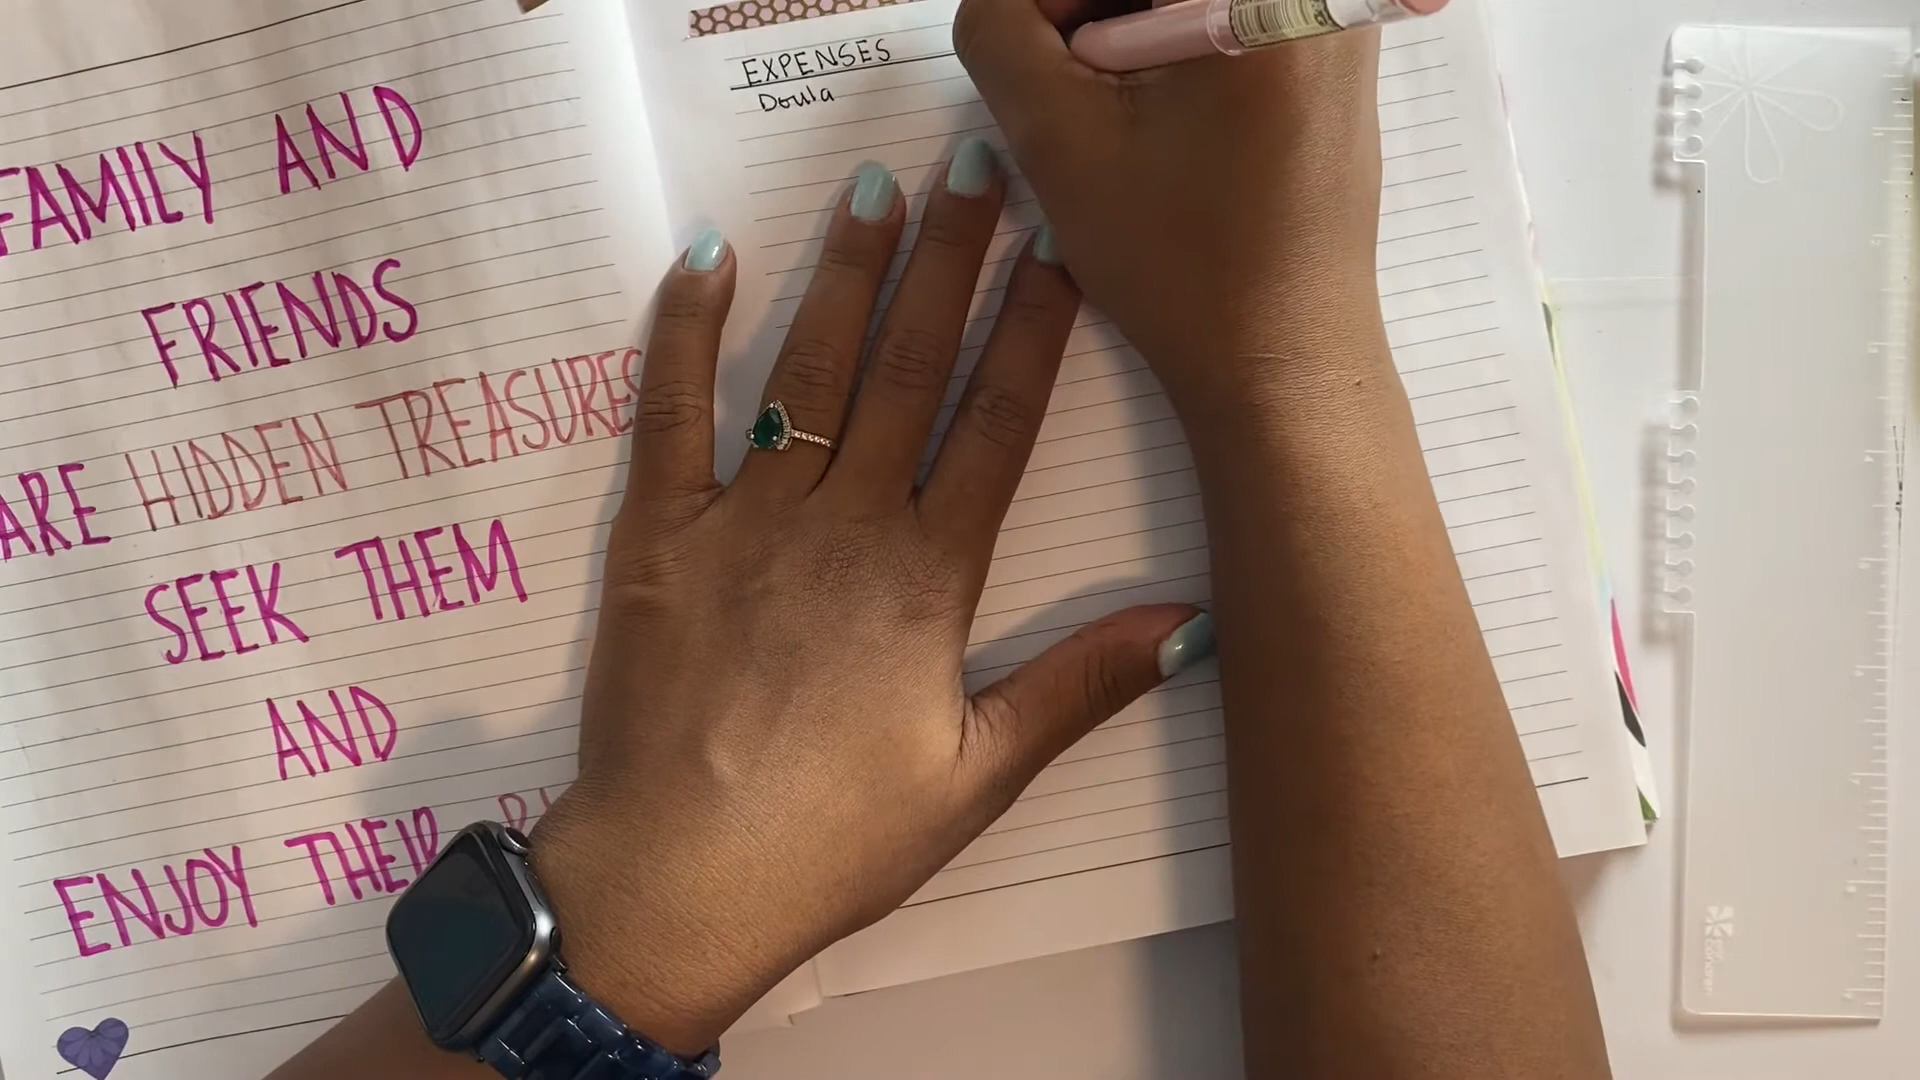 FAMILY AND
FRIENDS
ARE HIDDEN TREASURES
SEEK THEM
AND
ENJOY THEIR
EXPENSES
Doula